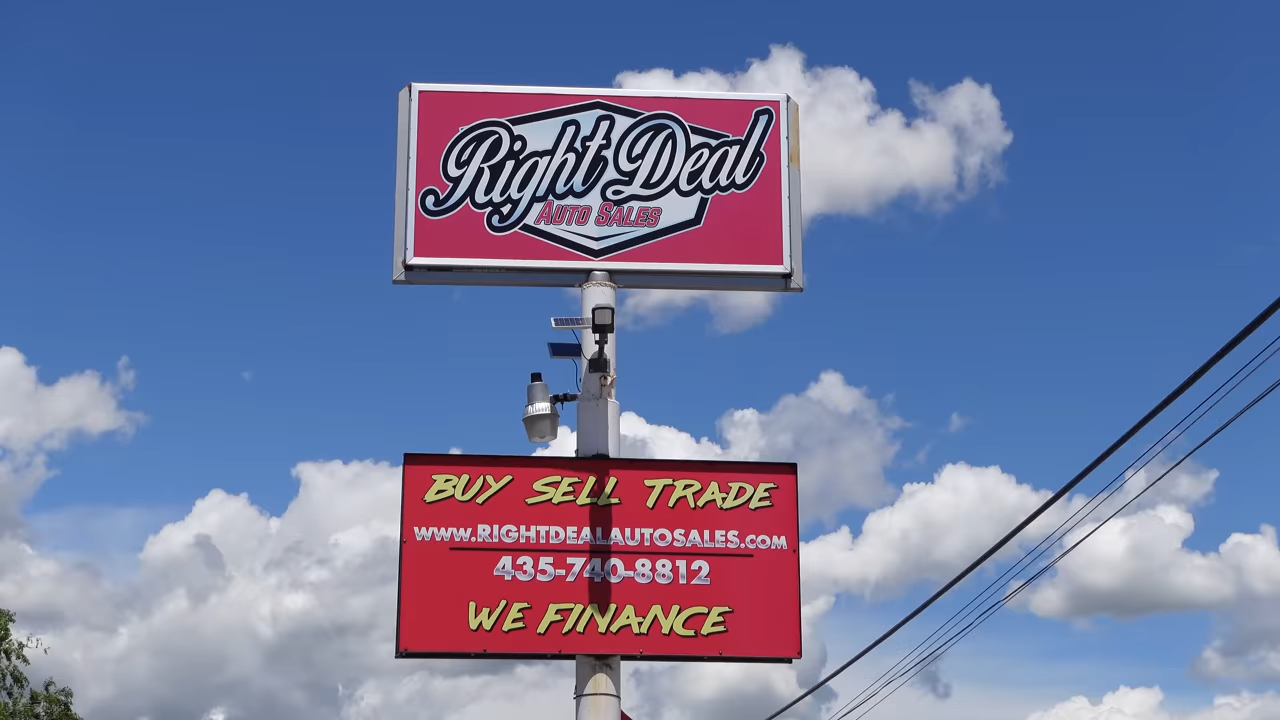 Right Deal
AUTO SALES
BUY SELL TRADE
WWW.RIGHTDEALAUTOSALES.COM
435-740-8812
WE FINANCE